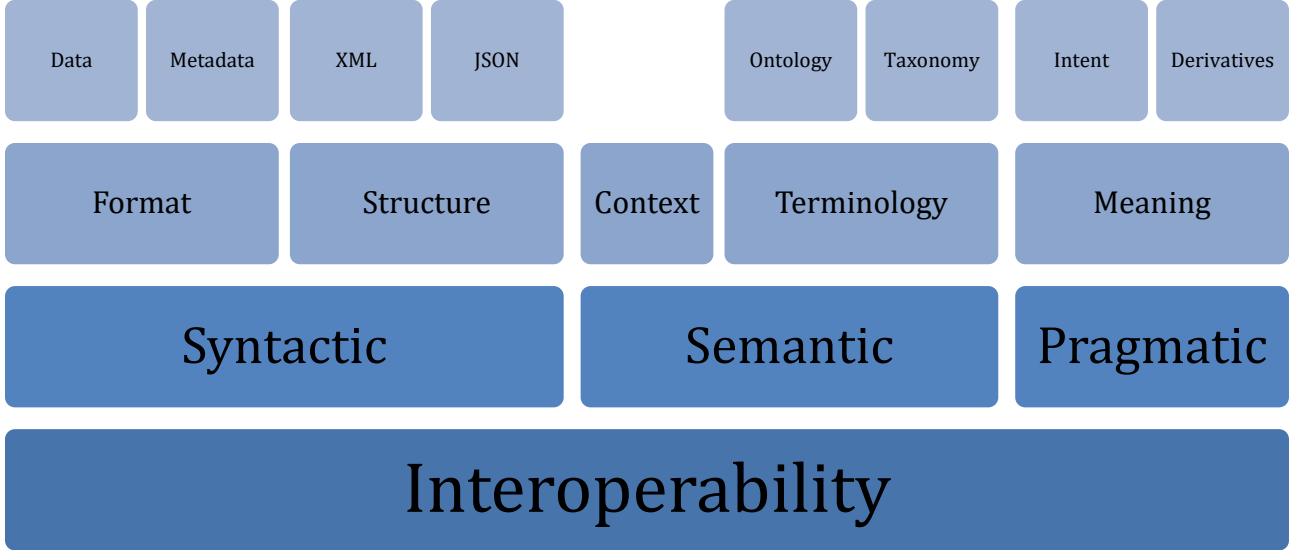 Data
Metadata
XML
JSON
Ontology
Taxonomy
Intent
Derivatives
Format
Structure
Context
Terminology
Meaning
Syntactic
Semantic
Pragmatic
Interoperability